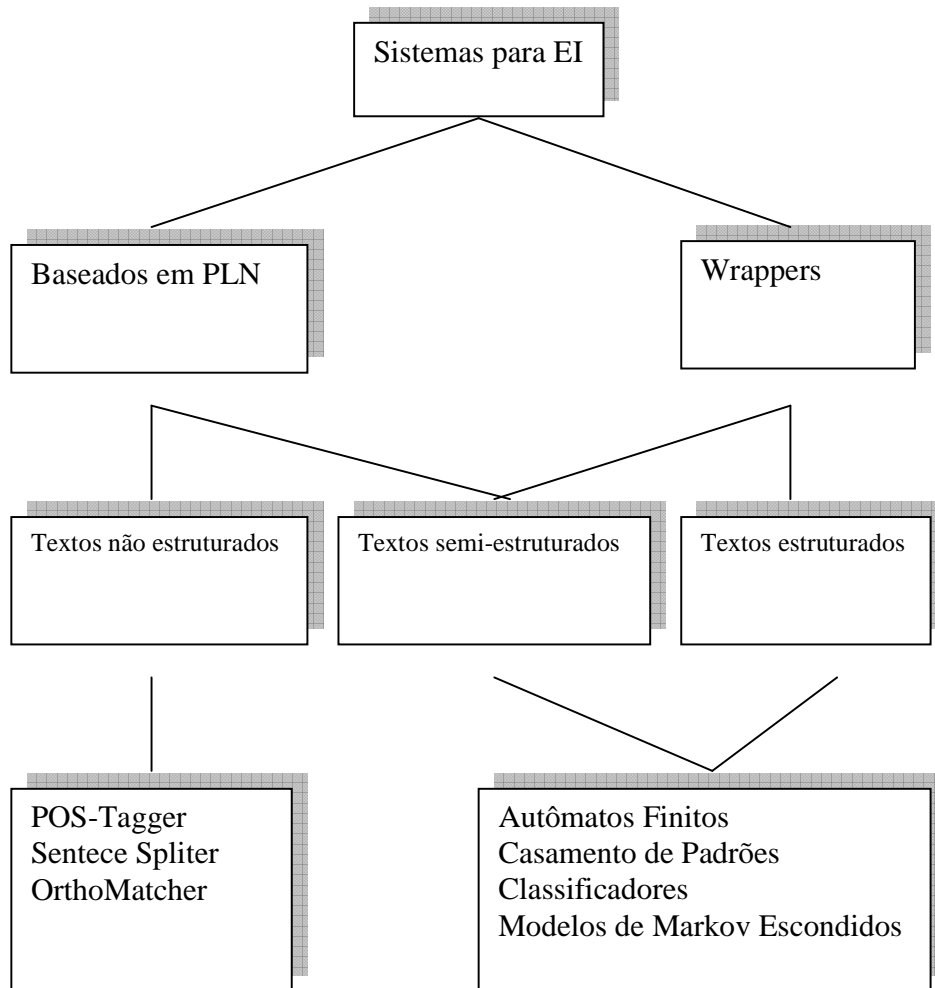 Sistemas para EI
Baseados em PLN
Wrappers
Textos não estruturados
Textos semi-estruturados
Textos estruturados
POS-Tagger
Sentece Spliter
OrthoMatcher
Autômatos Finitos
Casamento de Padrões
Classificadores
Modelos de Markov Escondidos